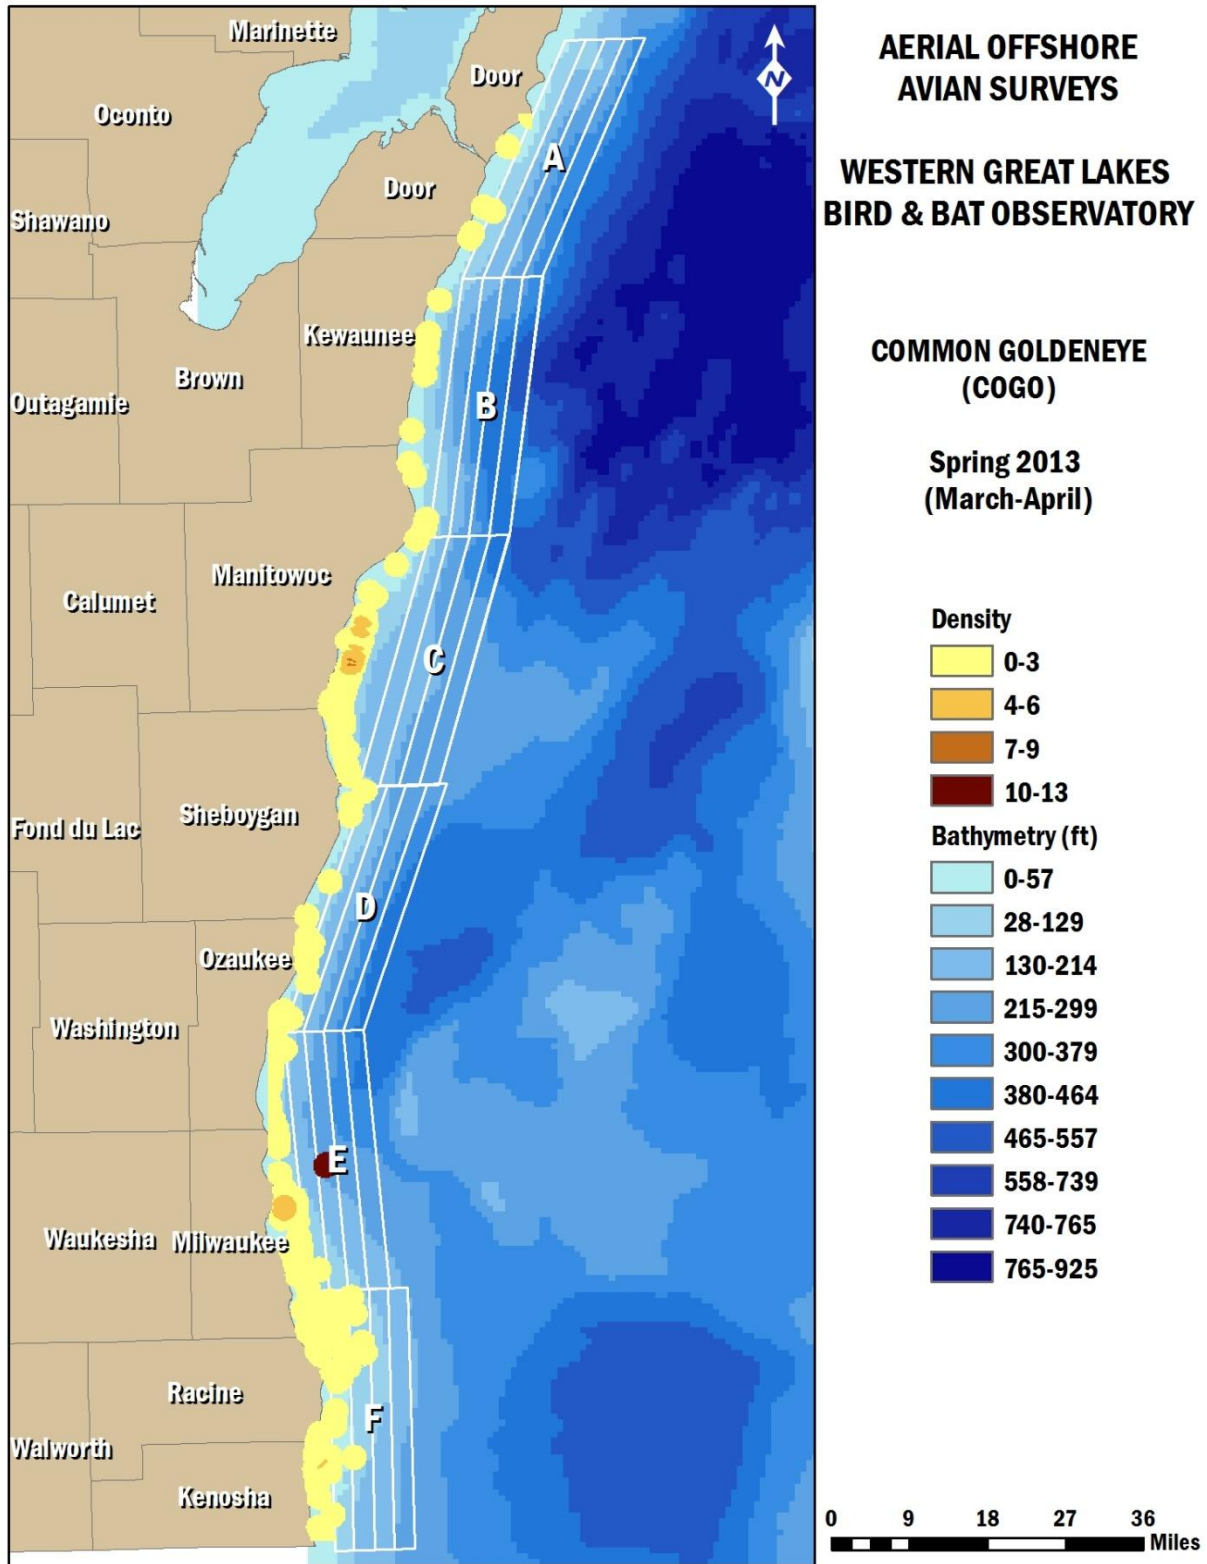 Marinette
Door
Oconto
Door
Shawano
Kewaunee
Brown
Outagamie
Manitowoc
Calumet
Sheboygan
Fond du Lac
Ozaukee
Washington
Waukesha
Milwaukee
Racine
Walworth
Kenosha
A
B
C
D
E
F
N
AERIAL OFFSHORE
AVIAN SURVEYS
WESTERN GREAT LAKES
BIRD & BAT OBSERVATORY
COMMON GOLDENEYE
(COGO)
Spring 2013
(March-April)
Density
0-3
4-6
7-9
10-13
Bathymetry (ft)
0-57
28-129
130-214
215-299
300-379
380-464
465-557
558-739
740-765
765-925
0 9 18 27 36
Miles